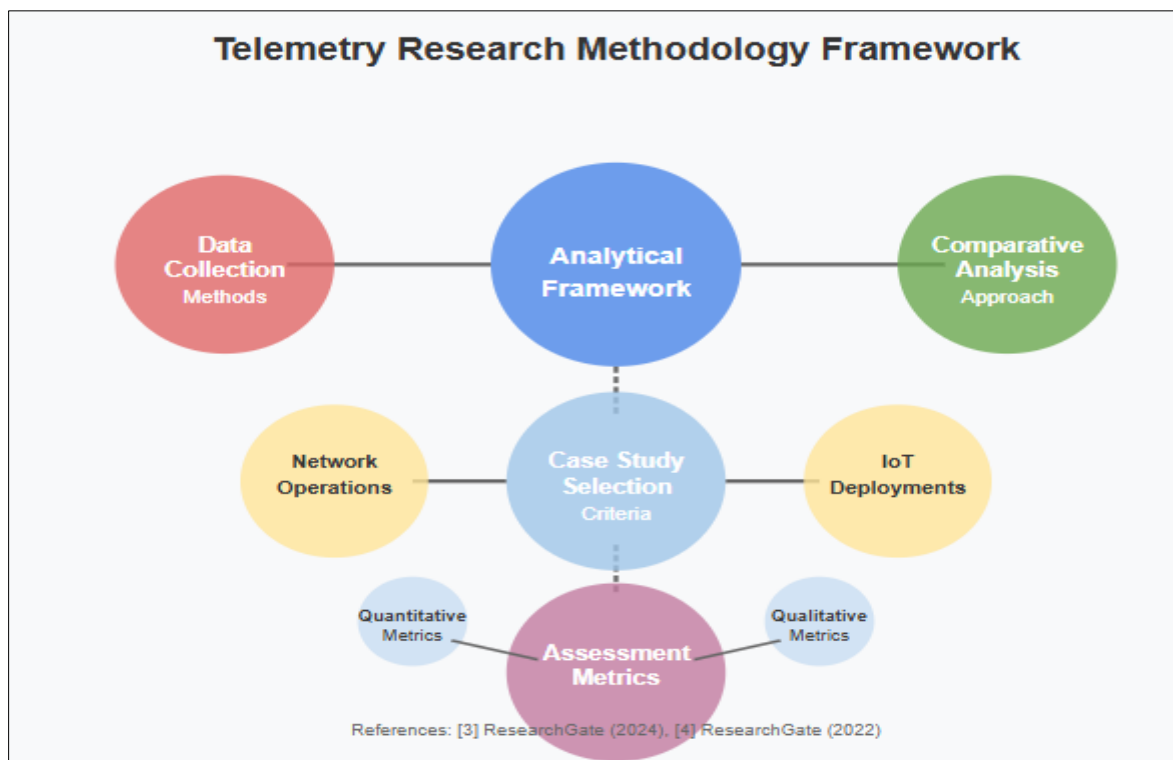 Telemetry Research Methodology Framework
Data
Collection
Methods
Analytical
Framework
Comparative
Analysis
Approach
Network
Operations
Case Study
Selection
Criteria
IoT
Deployments
Quantitative
Metrics
Qualitative
Metrics
Assessment
Metrics
References: [3] ResearchGate (2024), [4] ResearchGate (2022)